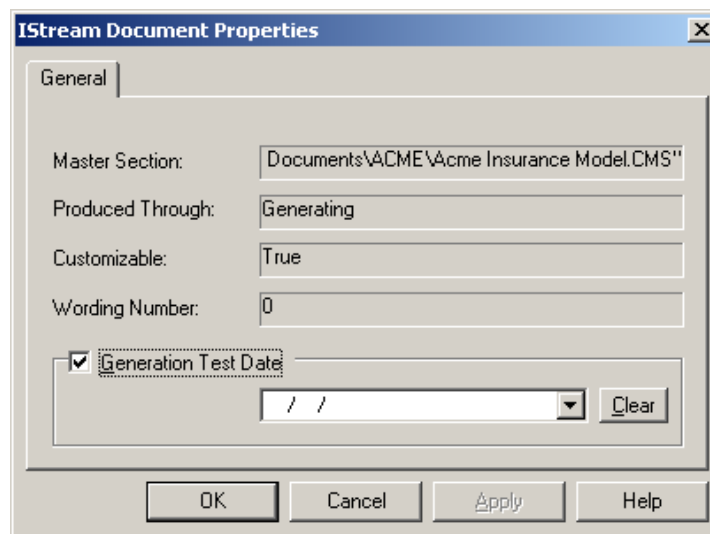 IStream Document Properties
General
Master Section: Documents\ACME\Acme Insurance Model.CMS"
Produced Through: Generating
Customizable: True
Wording Number: 0
Generation Test Date
/ / Clear
OK Cancel Apply Help